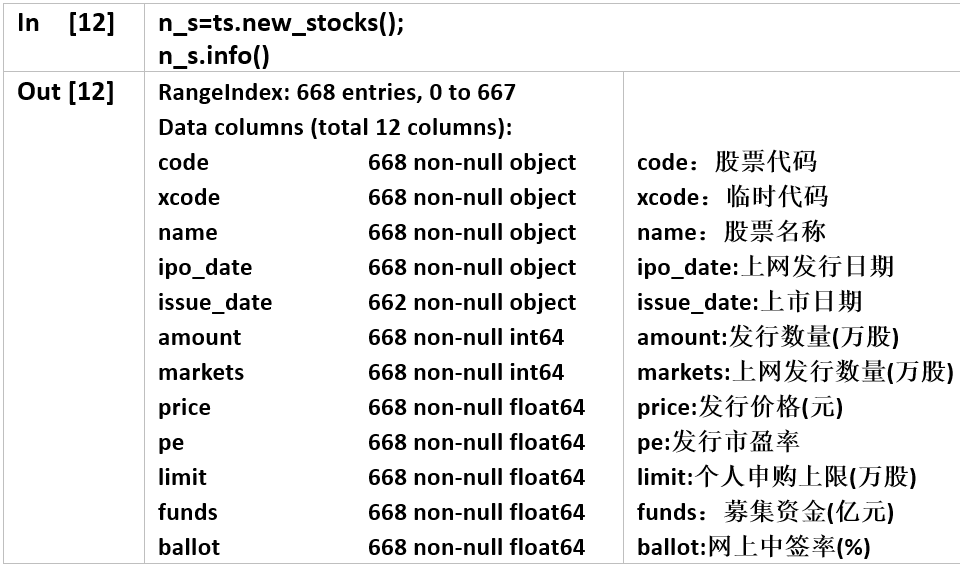 In [12] n_s=ts.new_stocks();
n_s.info()
Out [12] RangeIndex: 668 entries, 0 to 667
Data columns (total 12 columns):
code 668 non-null object code：股票代码
xcode 668 non-null object xcode：临时代码
name 668 non-null object name：股票名称
ipo_date 668 non-null object ipo_date:上网发行日期
issue_date 662 non-null object issue_date:上市日期
amount 668 non-null int64 amount:发行数量(万股)
markets 668 non-null int64 markets:上网发行数量(万股)
price 668 non-null float64 price:发行价格(元)
pe 668 non-null float64 pe:发行市盈率
limit 668 non-null float64 limit:个人申购上限(万股)
funds 668 non-null float64 funds：募集资金(亿元)
ballot 668 non-null float64 ballot:网上中签率(%)